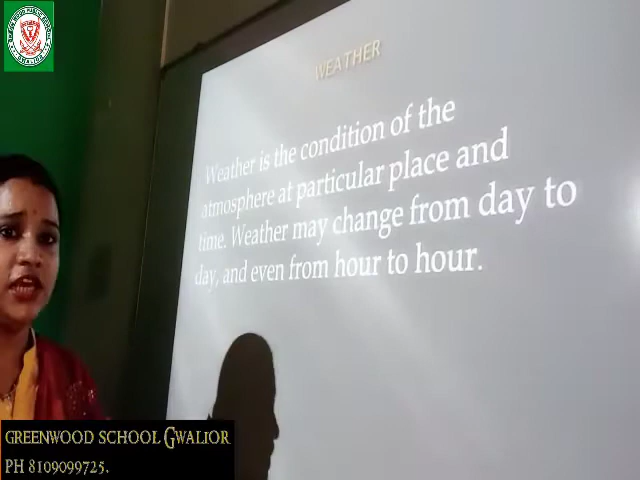 WEATHER
Weather is the condition of the
atmosphere at particular place and
time. Weather may change from day to
day, and even from hour to hour.
GREENWOOD SCHOOL GWALIOR
PH 8109099725.